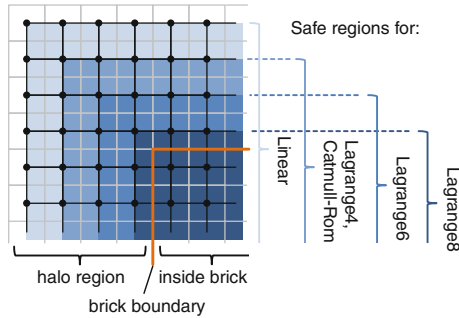 Safe regions for:
Linear
Lagrange4,
Catmull-Rom
Lagrange6
Lagrange8
halo region
inside brick
brick boundary